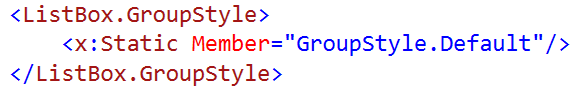 <ListBox.GroupStyle>
    <x:Static Member="GroupStyle.Default"/>
</ListBox.GroupStyle>